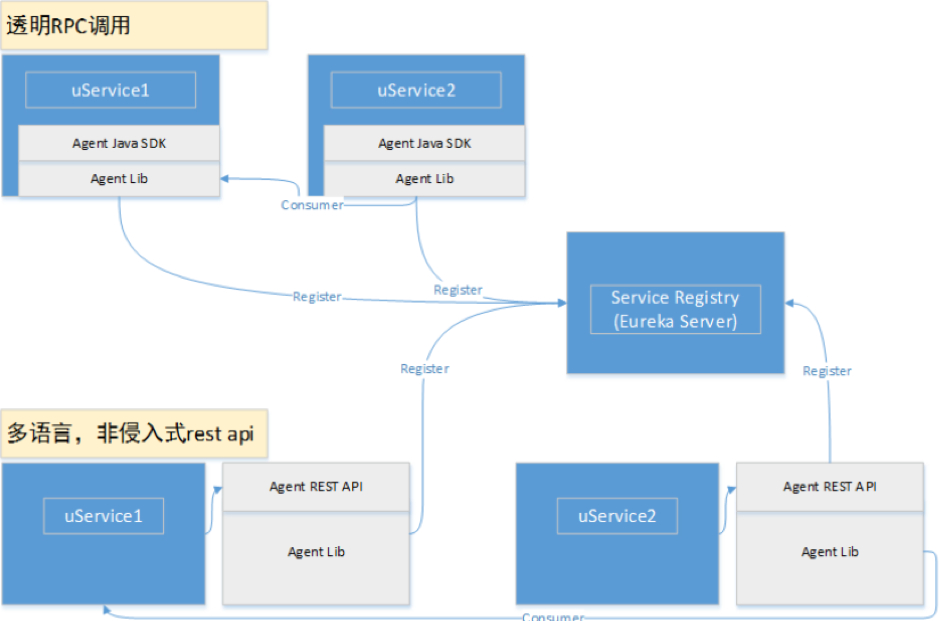 透明RPC调用
uService1
uService2
Agent Java SDK
Agent Java SDK
Agent Lib
Agent Lib
Consumer
Register
Register
Service Registry
(Eureka Server)
Register
Register
多语言，非侵入式rest api
uService1
Agent REST API
Agent Lib
uService2
Agent REST API
Agent Lib
Consumer